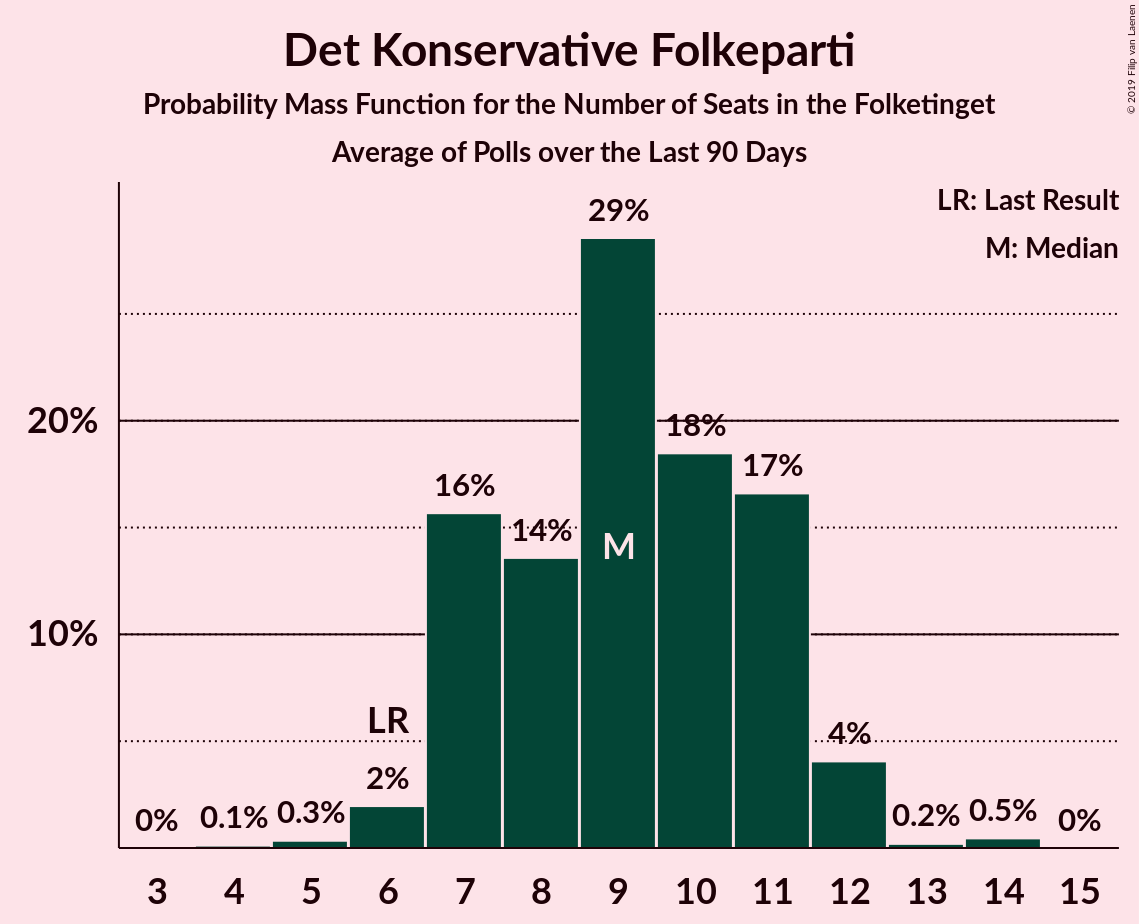 Det Konservative Folkeparti
Probability Mass Function for the Number of Seats in the Folketinget
Average of Polls over the Last 90 Days
© 2019 Filip van Laenen
LR: Last Result
M: Median
29%
20%
18%
17%
16%
14%
M
10%
LR
4%
2%
0%
0.1%
0.3%
0.2%
0.5%
0%
3 4 5 6 7 8 9 10 11 12 13 14 15